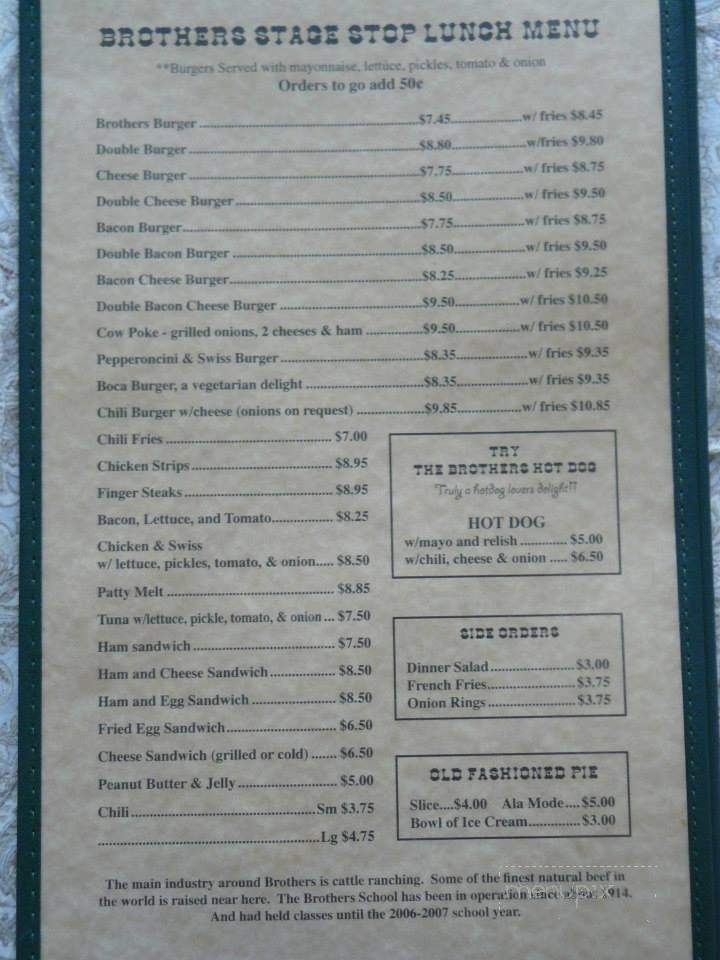 BROTHERS STAGE STOP LUNCH MENU
**Burgers Served with mayonnaise, lettuce, pickles, tomato & onion
Orders to go add 50¢
Brothers Burger ........ $7.45 ........ w/ fries $8.45
Double Burger ........ $8.80 ........ w/fries $9.80
Cheese Burger ........ $7.75 ........ w/ fries $8.75
Double Cheese Burger ........ $8.50 ........ w/ fries $9.50
Bacon Burger ........ $7.75 ........ w/ fries $8.75
Double Bacon Burger ........ $8.50 ........ w/ fries $9.50
Bacon Cheese Burger ........ $8.25 ........ w/ fries $9.25
Double Bacon Cheese Burger ........ $9.50 ........ w/ fries $10.50
Cow Poke - grilled onions, 2 cheeses & ham ........ $9.50 ........ w/ fries $10.50
Pepperoncini & Swiss Burger ........ $8.35 ........ w/ fries $9.35
Boca Burger, a vegetarian delight ........ $8.35 ........ w/ fries $9.35
Chili Burger w/cheese (onions on request) ........ $9.85 ........ w/ fries $10.85
Chili Fries ........ $7.00
Chicken Strips ........ $8.95
Finger Steaks ........ $8.95
Bacon, Lettuce, and Tomato ........ $8.25
Chicken & Swiss
w/ lettuce, pickles, tomato, & onion..... $8.50
Patty Melt ........ $8.85
Tuna w/lettuce, pickle, tomato, & onion ... $7.50
Ham sandwich ........ $7.50
Ham and Cheese Sandwich ........ $8.50
Ham and Egg Sandwich ........ $8.50
Fried Egg Sandwich ........ $6.50
Cheese Sandwich (grilled or cold) ....... $6.50
Peanut Butter & Jelly ........ $5.00
Chili ........ Sm $3.75
........ Lg $4.75
TRY
THE BROTHERS HOT DOG
"Truly a hotdog lovers delight!!
HOT DOG
w/mayo and relish ............. $5.00
w/chili, cheese & onion ..... $6.50
SIDE ORDERS
Dinner Salad ........ $3.00
French Fries ........ $3.75
Onion Rings ........ $3.75
OLD FASHIONED PIE
Slice....$4.00 Ala Mode....$5.00
Bowl of Ice Cream ........ $3.00
The main industry around Brothers is cattle ranching. Some of the finest natural beef in
the world is raised near here. The Brothers School has been in operation since 1914.
And had held classes until the 2006-2007 school year.
menupix